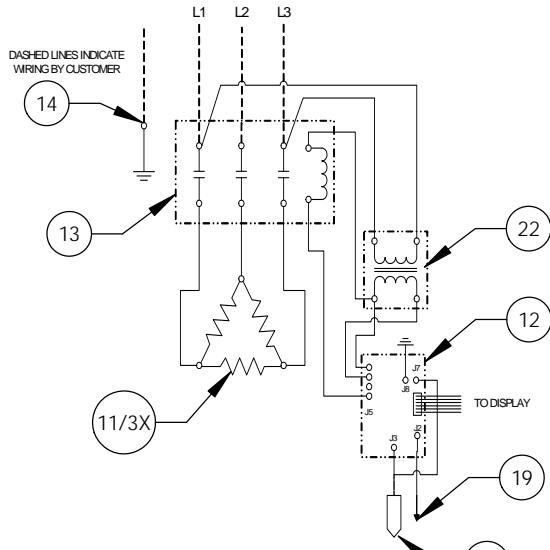 L1 L2 L3
DASHED LINES INDICATE
WIRING BY CUSTOMER
14
13
22
12
J7
J8
TO DISPLAY
J5
J2
J3
11/3X
19